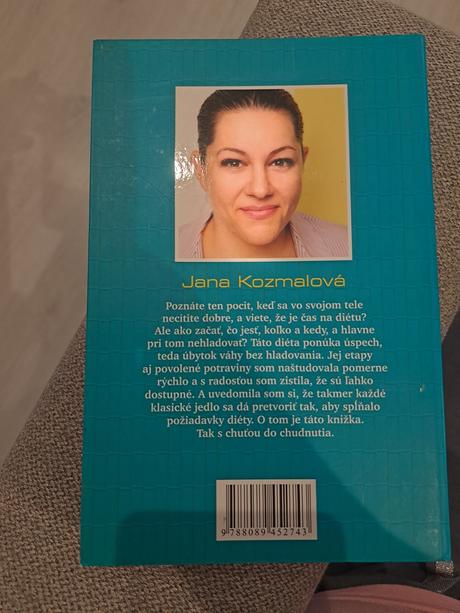 Jana Kozmalová
Poznáte ten pocit, keď sa vo svojom tele
necítite dobre, a viete, že je čas na diétu?
Ale ako začať, čo jesť, koľko a kedy, a hlavne
pri tom nehladovať? Táto diéta ponúka úspech,
teda úbytok váhy bez hladovania. Jej etapy
aj povolené potraviny som naštudovala pomerne
rýchlo a s radosťou som zistila, že sú ľahko
dostupné. A uvedomila som si, že takmer každé
klasické jedlo sa dá pretvoriť tak, aby spĺňalo
požiadavky diéty. O tom je táto knižka.
Tak s chuťou do chudnutia.
9 788089 452743